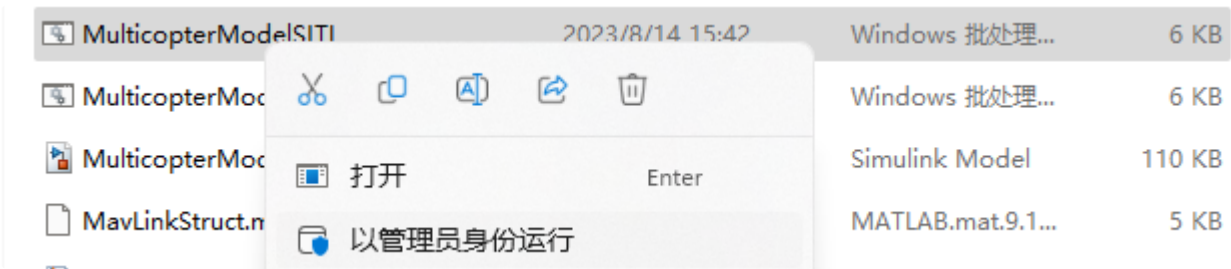 MulticopterModelSITL 2023/8/14 15:42 Windows 批处理... 6 KB
MulticopterMoc Windows 批处理... 6 KB
MulticopterMoc Simulink Model 110 KB
打开 Enter
MavLinkStruct.m MATLAB.mat.9.1... 5 KB
以管理员身份运行